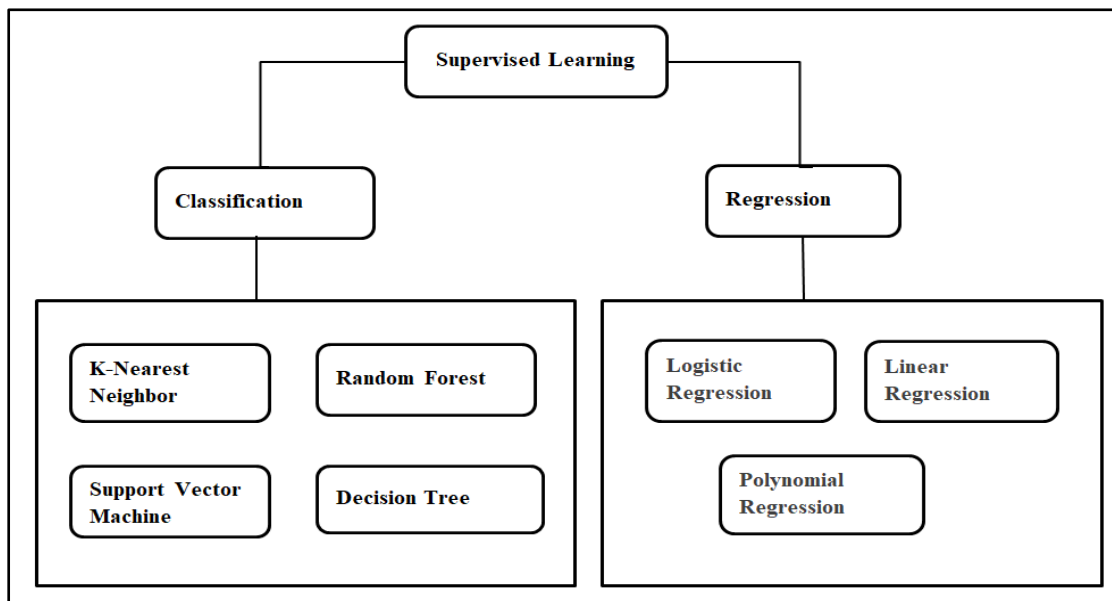 Supervised Learning
Classification
Regression
K-Nearest
Neighbor
Random Forest
Support Vector
Machine
Decision Tree
Logistic
Regression
Linear
Regression
Polynomial
Regression